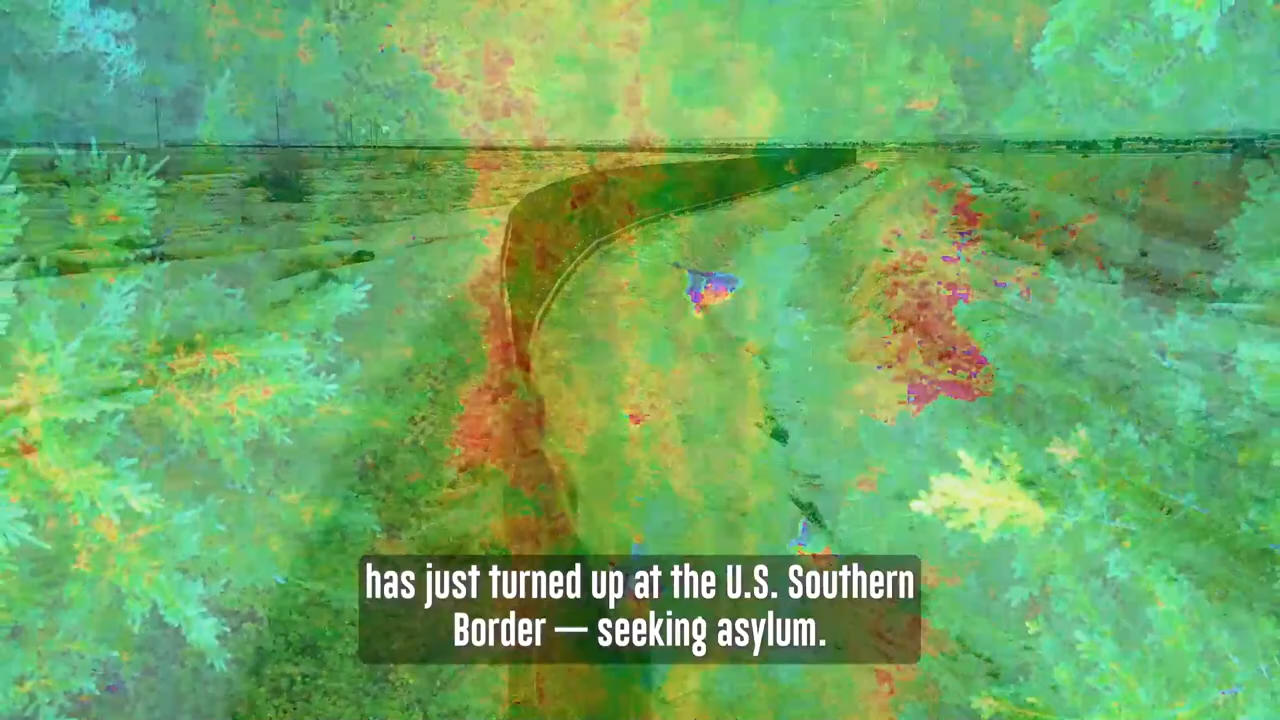 has just turned up at the U.S. Southern
Border — seeking asylum.